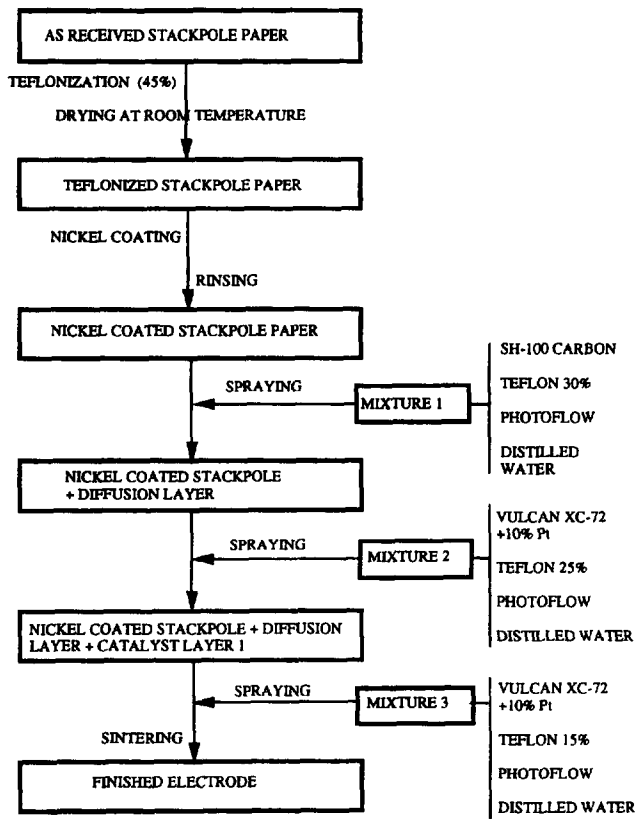 AS RECEIVED STACKPOLE PAPER
TEFLONIZATION (45%)
DRYING AT ROOM TEMPERATURE
TEFLONIZED STACKPOLE PAPER
NICKEL COATING
RINSING
NICKEL COATED STACKPOLE PAPER
SPRAYING
MIXTURE 1
SH-100 CARBON
TEFLON 30%
PHOTOFLOW
DISTILLED
WATER
NICKEL COATED STACKPOLE
+ DIFFUSION LAYER
SPRAYING
MIXTURE 2
VULCAN XC-72
+10% Pt
TEFLON 25%
PHOTOFLOW
DISTILLED WATER
NICKEL COATED STACKPOLE + DIFFUSION
LAYER + CATALYST LAYER 1
SPRAYING
MIXTURE 3
VULCAN XC-72
+10% Pt
TEFLON 15%
PHOTOFLOW
DISTILLED WATER
SINTERING
FINISHED ELECTRODE